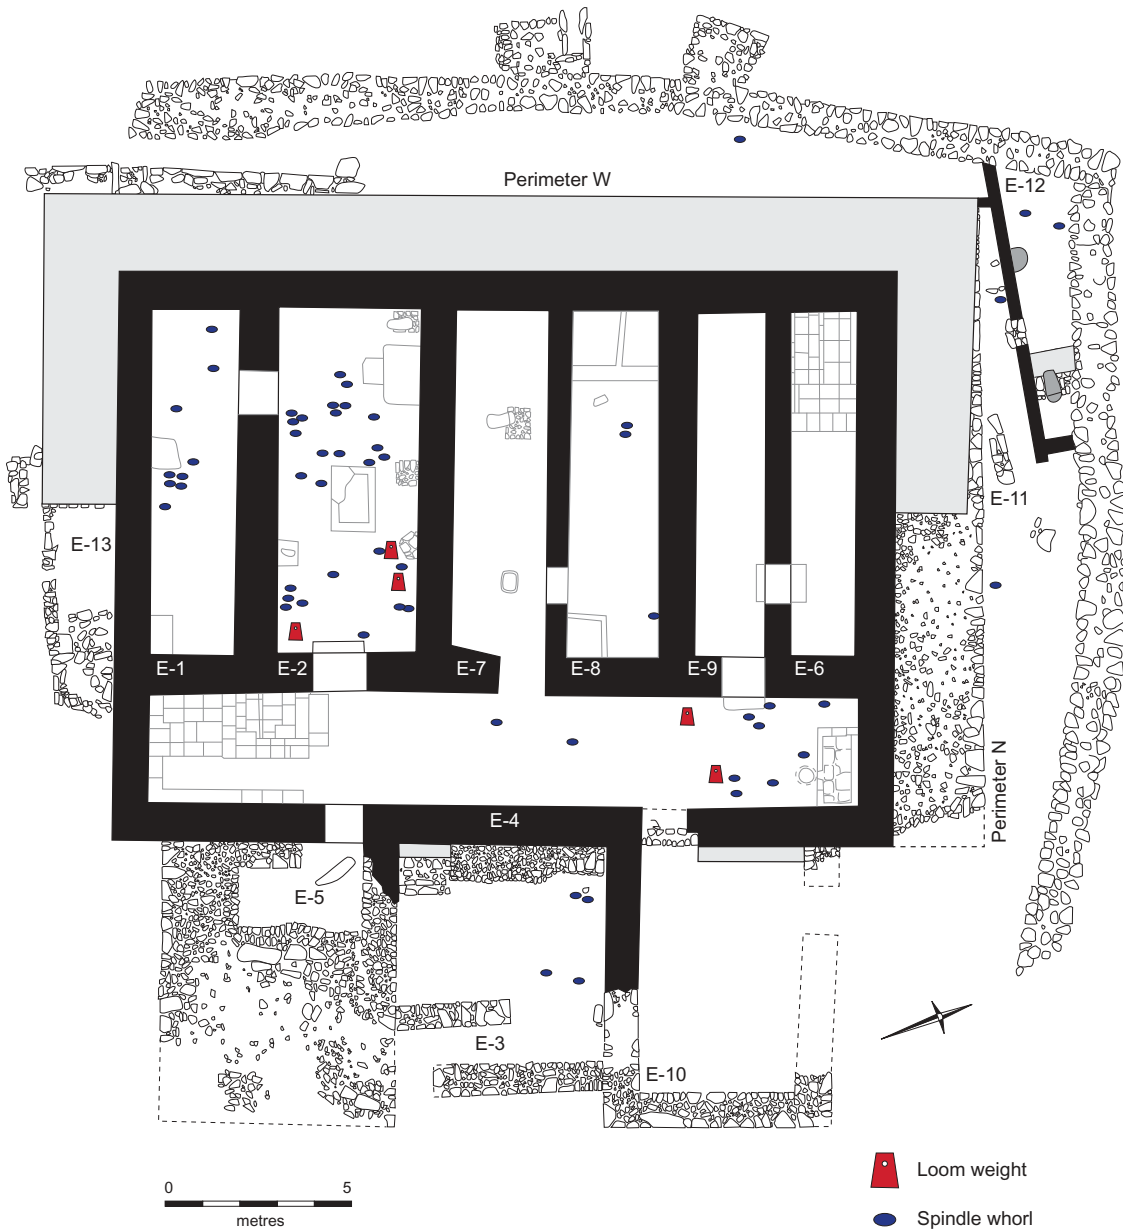 Perimeter W
E-12
E-11
E-13
E-1
E-2
E-7
E-8
E-9
E-6
Perimeter N
E-4
E-5
E-3
E-10
Loom weight
0 5
metres
Spindle whorl